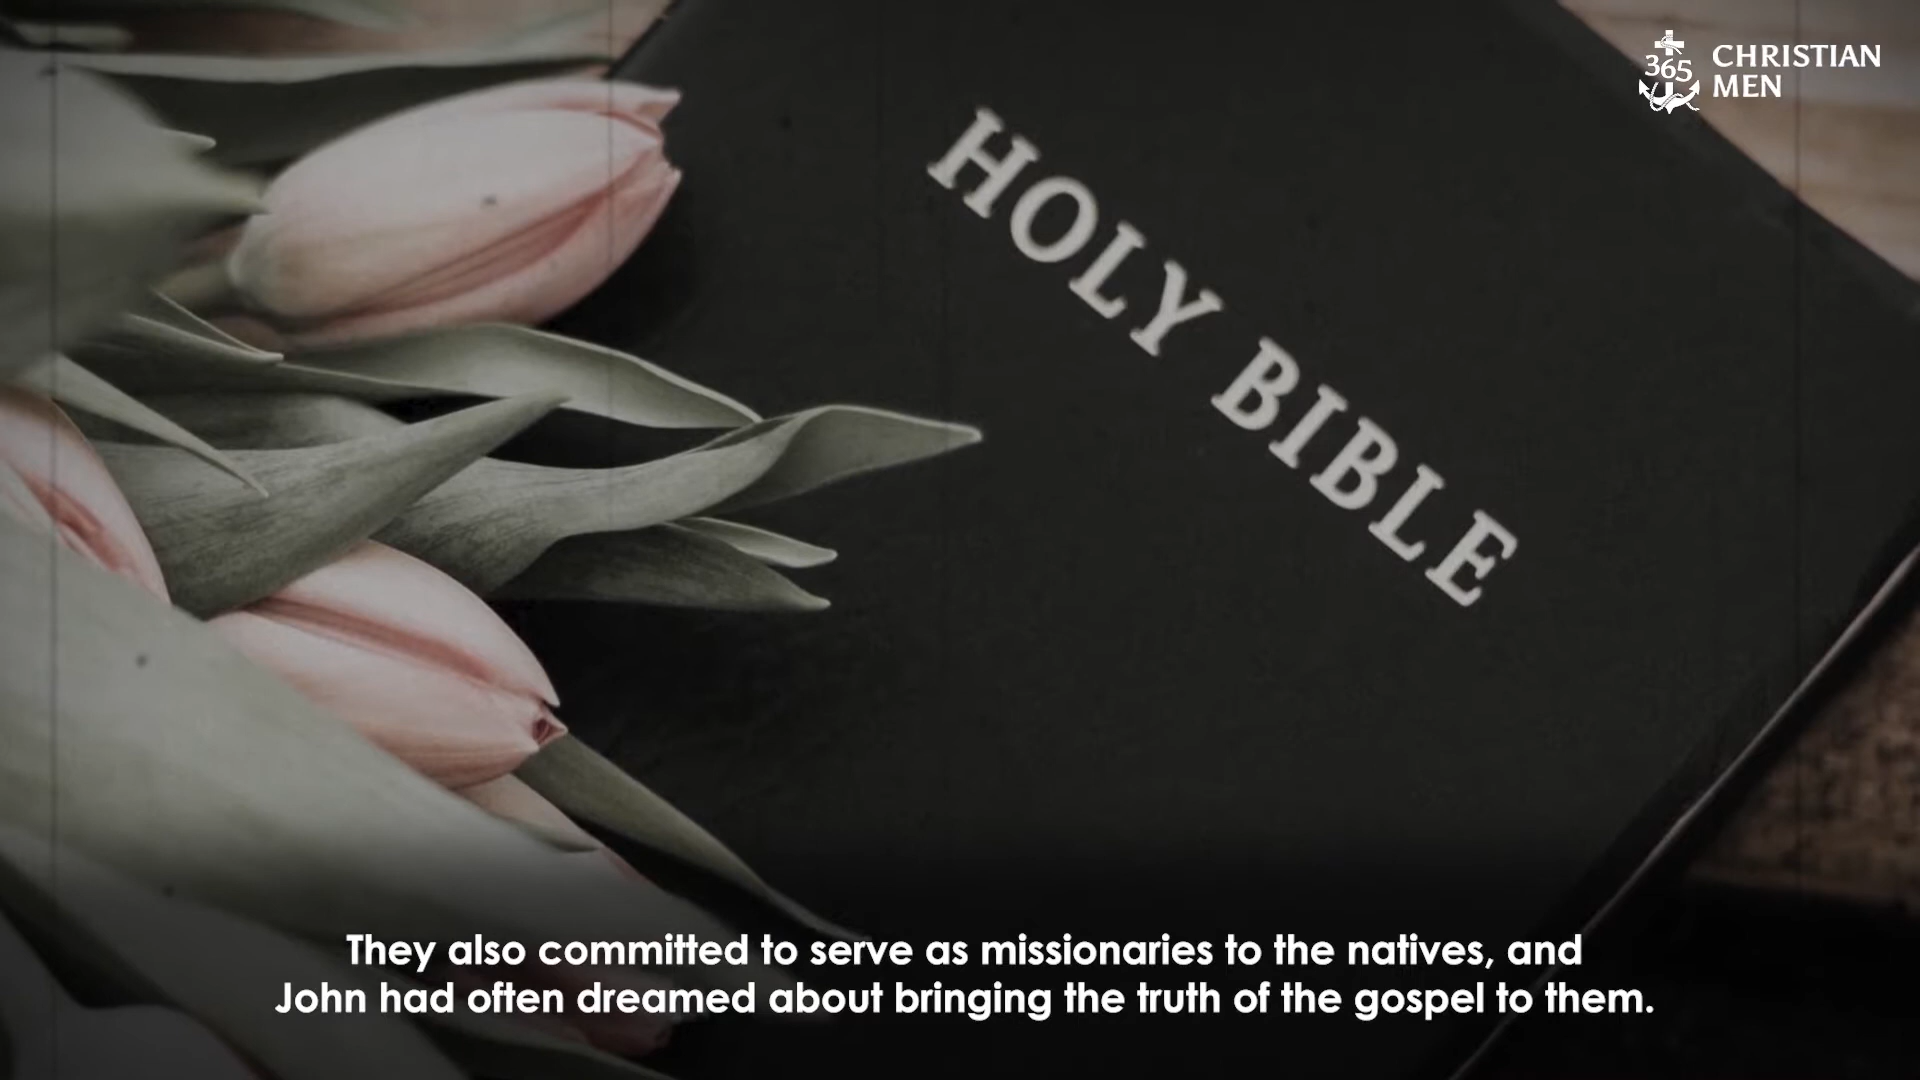 365
CHRISTIAN
MEN
HOLY BIBLE
They also committed to serve as missionaries to the natives, and
John had often dreamed about bringing the truth of the gospel to them.